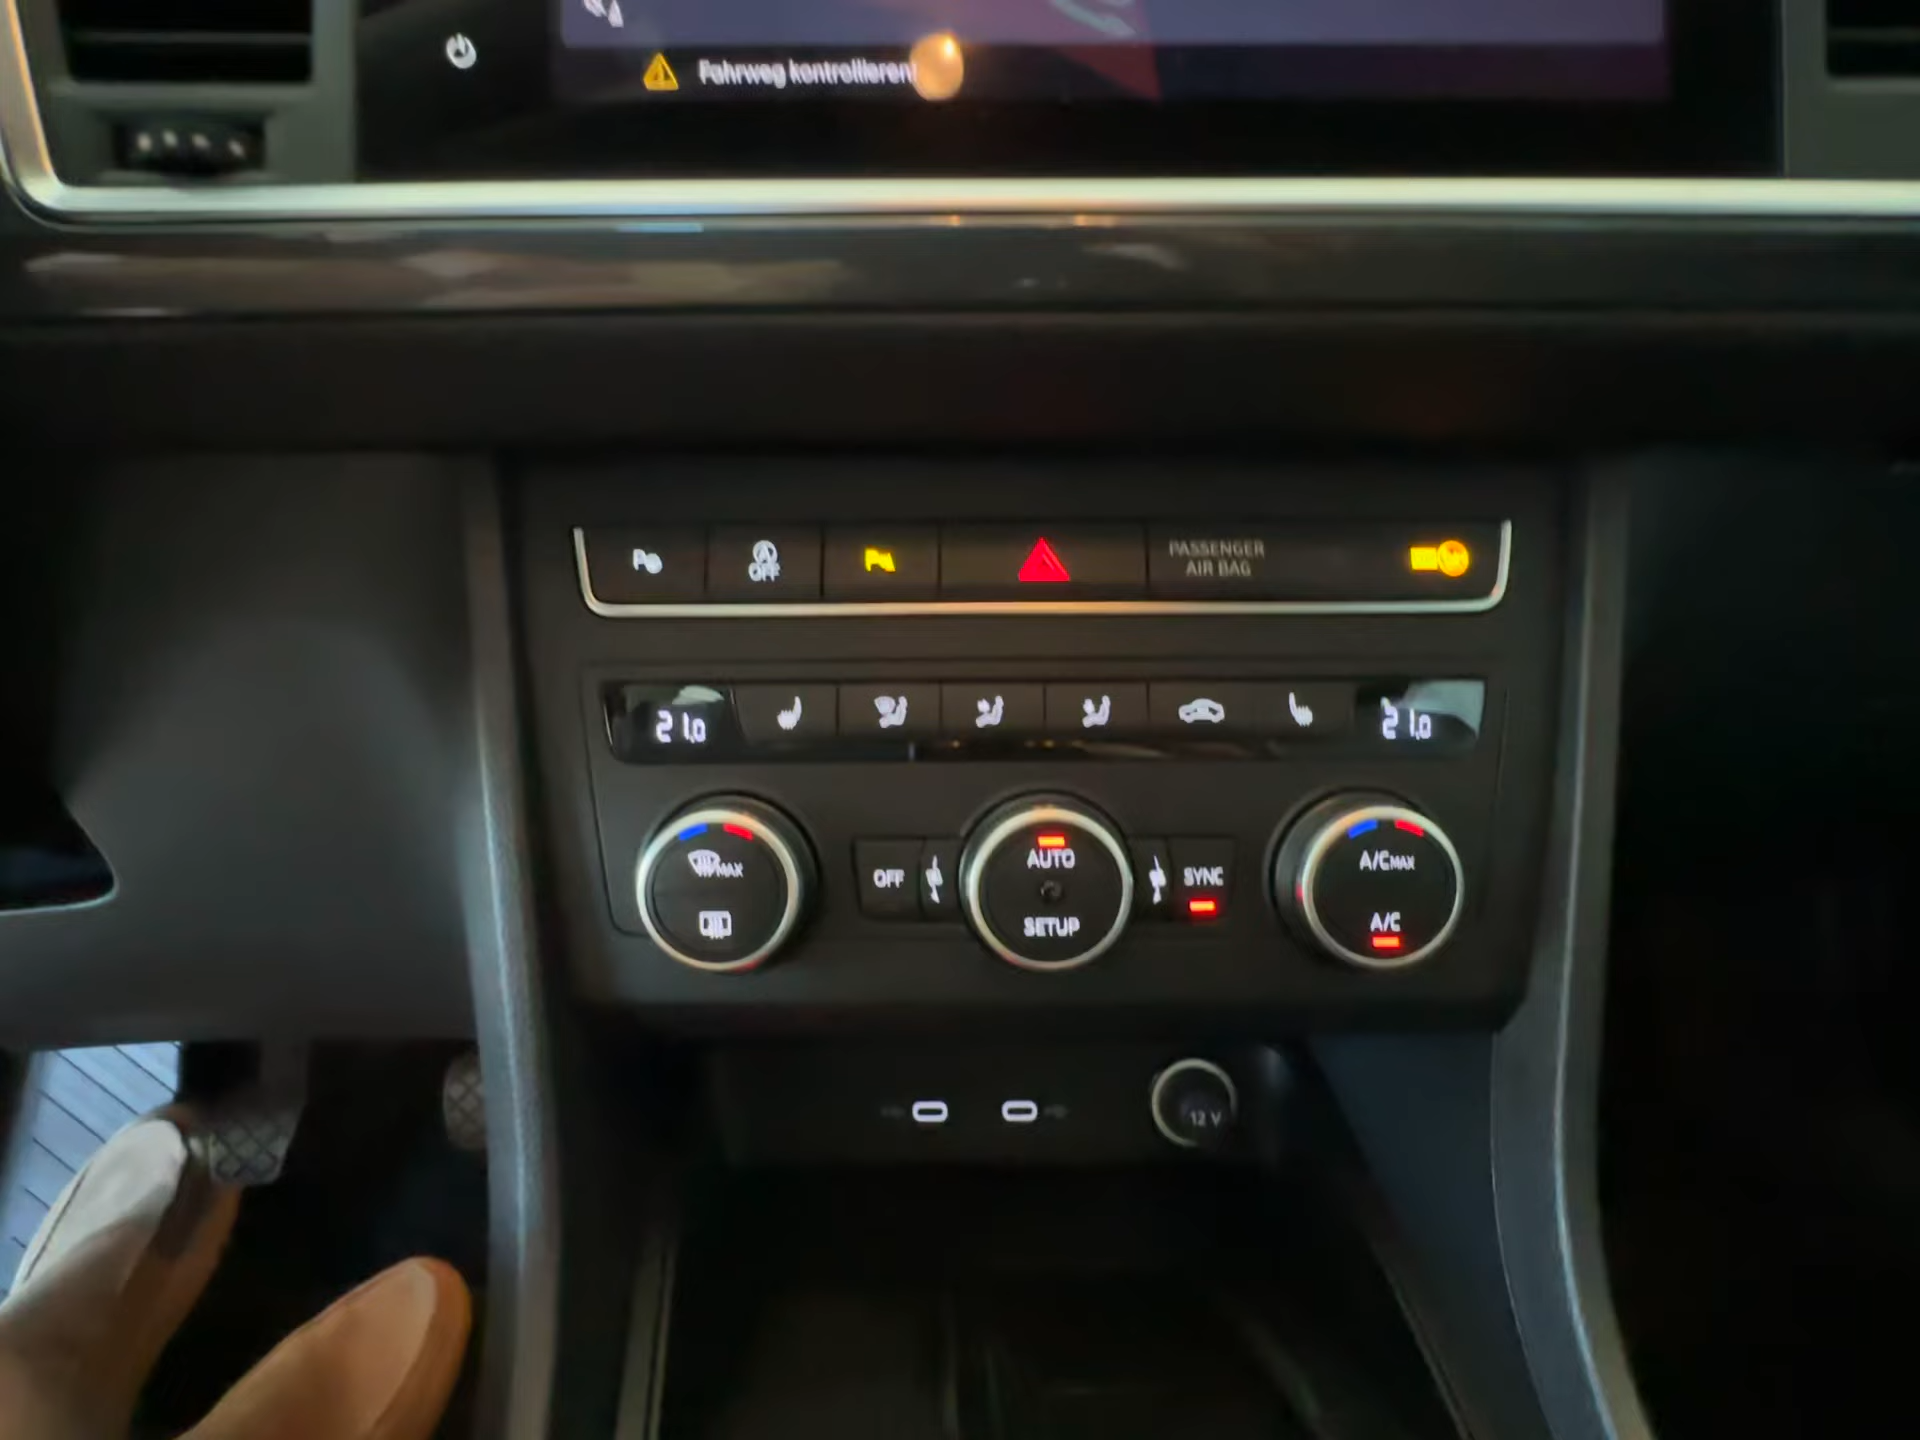 Fahrweg kontrollieren!
P
A
OFF
P
PASSENGER
AIR BAG
21,0
21,0
MAX
OFF
AUTO
SETUP
SYNC
A/C MAX
A/C
12 V